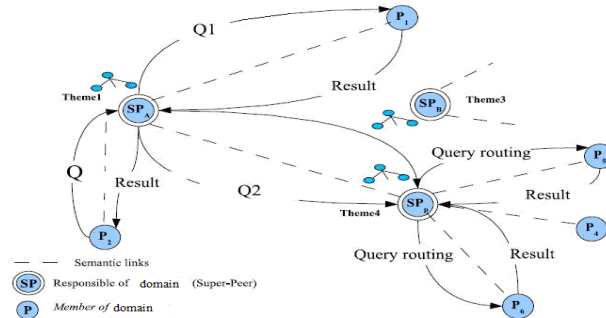 Q1
P1
Theme1
SPA
Result
SPB
Theme3
Query routing
P5
Q
Result
Q2
Result
SP
Theme4
P4
P2
Query routing
Result
Semantic links
SP Responsible of domain (Super-Peer)
P6
P Member of domain